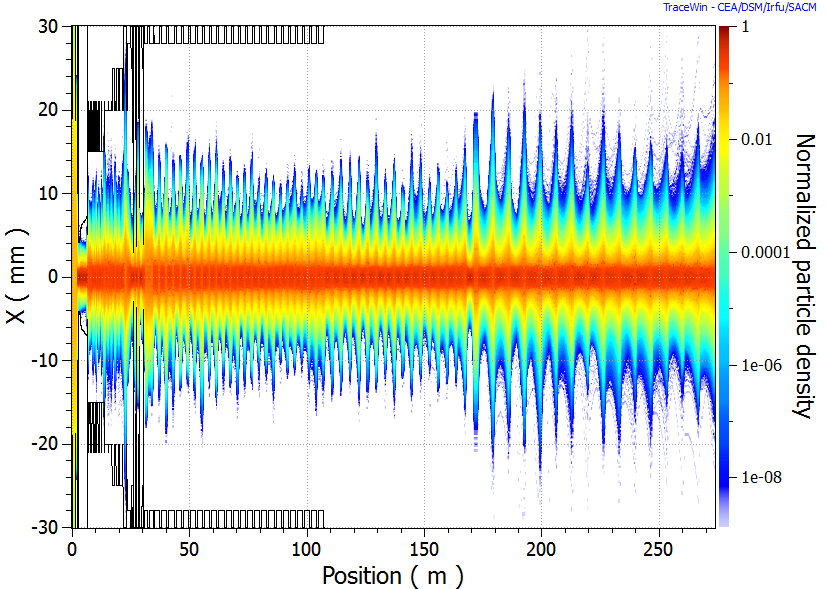 TraceWin - CEA/DSM/Irfu/SACM
30
20
10
0
-10
-20
-30
X ( mm )
0
50
100
150
200
250
Position ( m )
1
0.01
0.0001
1e-06
1e-08
Normalized particle density